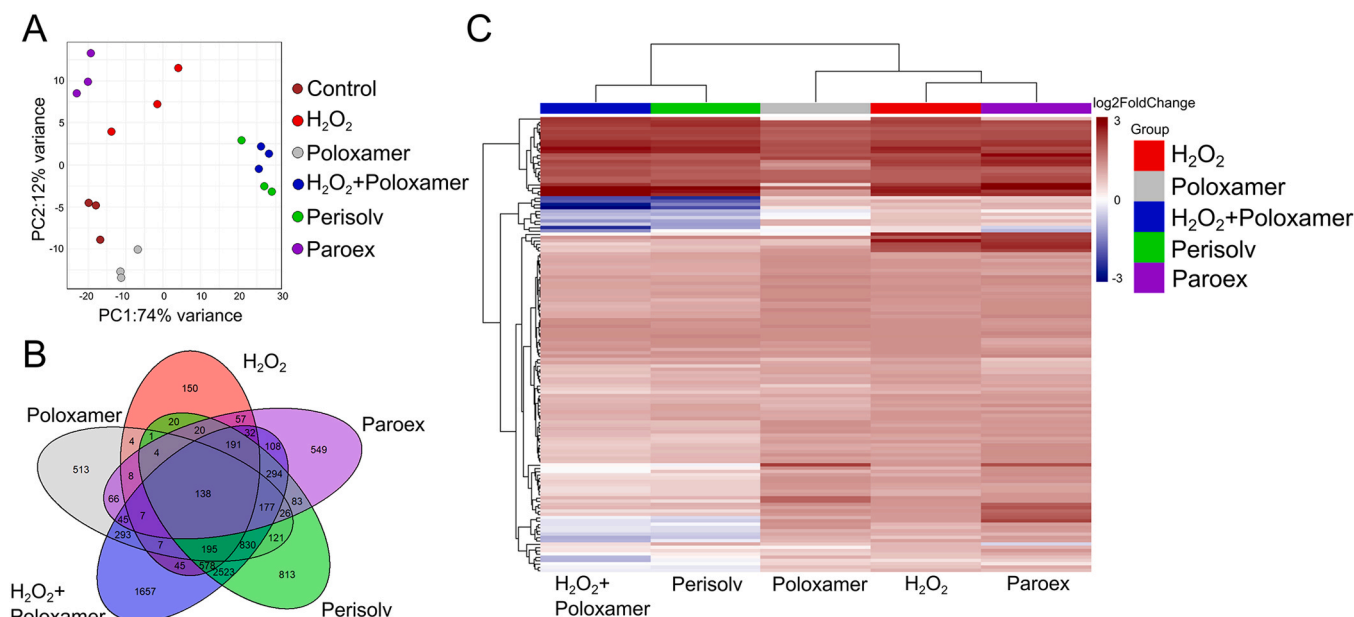 A
10
5
0
-5
-10
PC2:12% variance
-20
-10
0
10
20
30
PC1:74% variance
Control
H₂O₂
Poloxamer
H₂O₂+Poloxamer
Perisolv
Paroex
B
H₂O₂
Poloxamer
Paroex
150
20
57
4
1
20
32
4
191
108
549
513
8
294
66
138
83
45
7
177
26
293
7
195
830
121
45
578
2523
813
1657
H₂O₂+
Poloxamer
Perisolv
C
log2FoldChange
3
0
-3
Group
H₂O₂
Poloxamer
H₂O₂+Poloxamer
Perisolv
Paroex
H₂O₂+
Poloxamer
Perisolv
Poloxamer
H₂O₂
Paroex